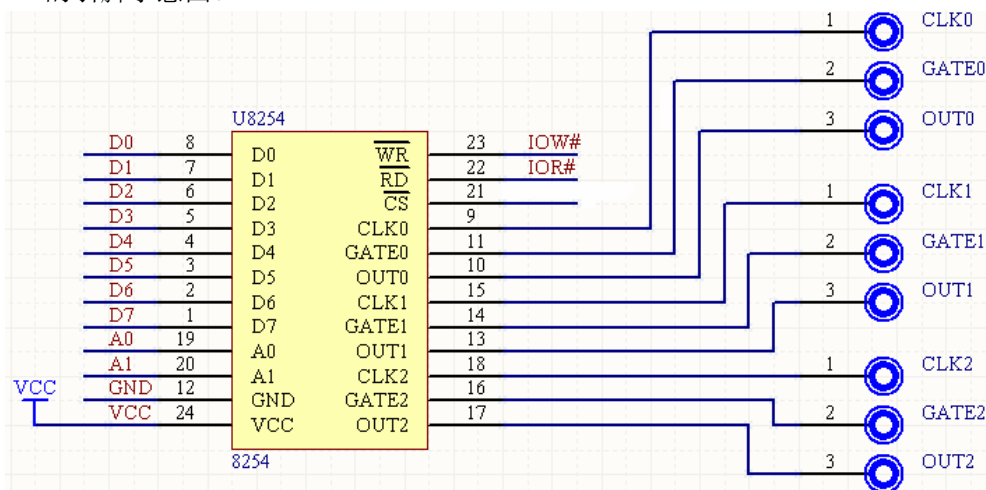 1 CLK0
2 GATE0
3 OUT0
U8254
D0 8 D0 WR 23 IOW#
D1 7 D1 RD 22 IOR#
D2 6 D2 CS 21
D3 5 D3 CLK0 9
D4 4 D4 GATE0 11
D5 3 D5 OUT0 10
D6 2 D6 CLK1 15
D7 1 D7 GATE1 14
A0 19 A0 OUT1 13
A1 20 A1 CLK2 18
GND 12 GND GATE2 16
VCC VCC 24 VCC OUT2 17
8254
1 CLK1
2 GATE1
3 OUT1
1 CLK2
2 GATE2
3 OUT2